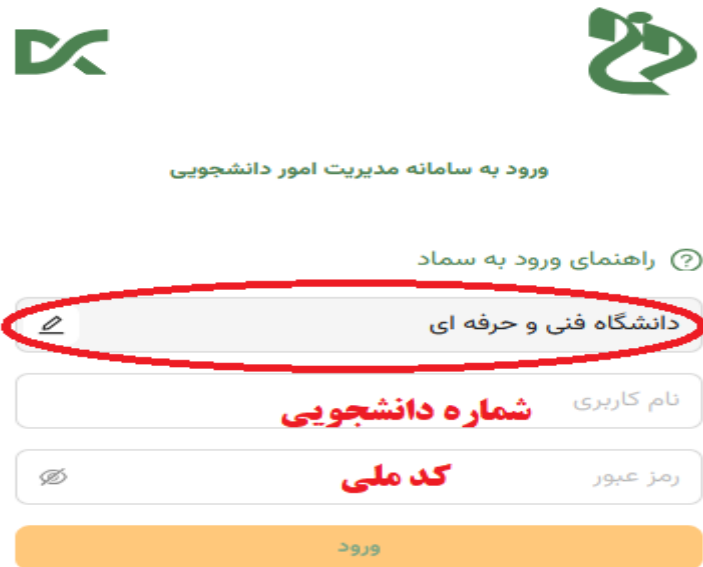 ورود به سامانه مدیریت امور دانشجویی
راهنمای ورود به سماد
دانشگاه فنی و حرفه ای
نام کاربری شماره دانشجویی
رمز عبور کد ملی
ورود